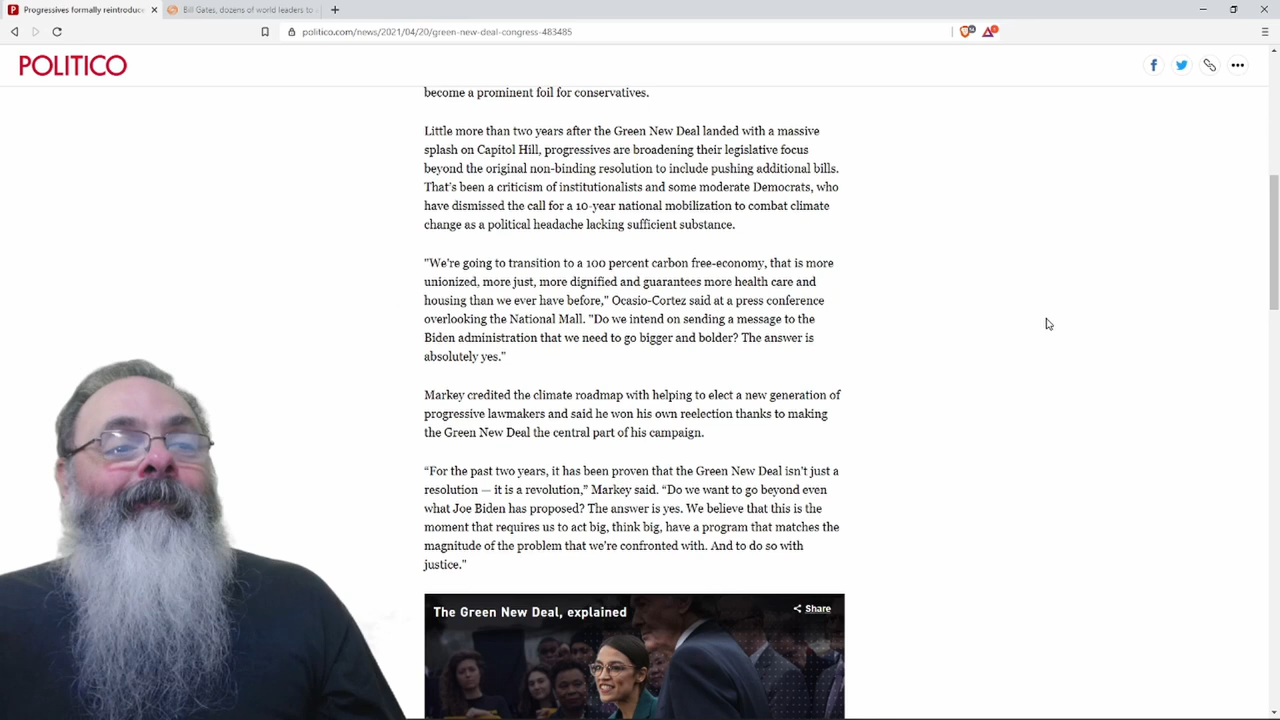 Progressives formally reintroduce
Bill Gates, dozens of world leaders to
politico.com/news/2021/04/20/green-new-deal-congress-483485
POLITICO
become a prominent foil for conservatives.
Little more than two years after the Green New Deal landed with a massive
splash on Capitol Hill, progressives are broadening their legislative focus
beyond the original non-binding resolution to include pushing additional bills.
That's been a criticism of institutionalists and some moderate Democrats, who
have dismissed the call for a 10-year national mobilization to combat climate
change as a political headache lacking sufficient substance.
"We're going to transition to a 100 percent carbon free-economy, that is more
unionized, more just, more dignified and guarantees more health care and
housing than we ever have before," Ocasio-Cortez said at a press conference
overlooking the National Mall. "Do we intend on sending a message to the
Biden administration that we need to go bigger and bolder? The answer is
absolutely yes."
Markey credited the climate roadmap with helping to elect a new generation of
progressive lawmakers and said he won his own reelection thanks to making
the Green New Deal the central part of his campaign.
“For the past two years, it has been proven that the Green New Deal isn't just a
resolution — it is a revolution,” Markey said. “Do we want to go beyond even
what Joe Biden has proposed? The answer is yes. We believe that this is the
moment that requires us to act big, think big, have a program that matches the
magnitude of the problem that we're confronted with. And to do so with
justice."
The Green New Deal, explained
Share